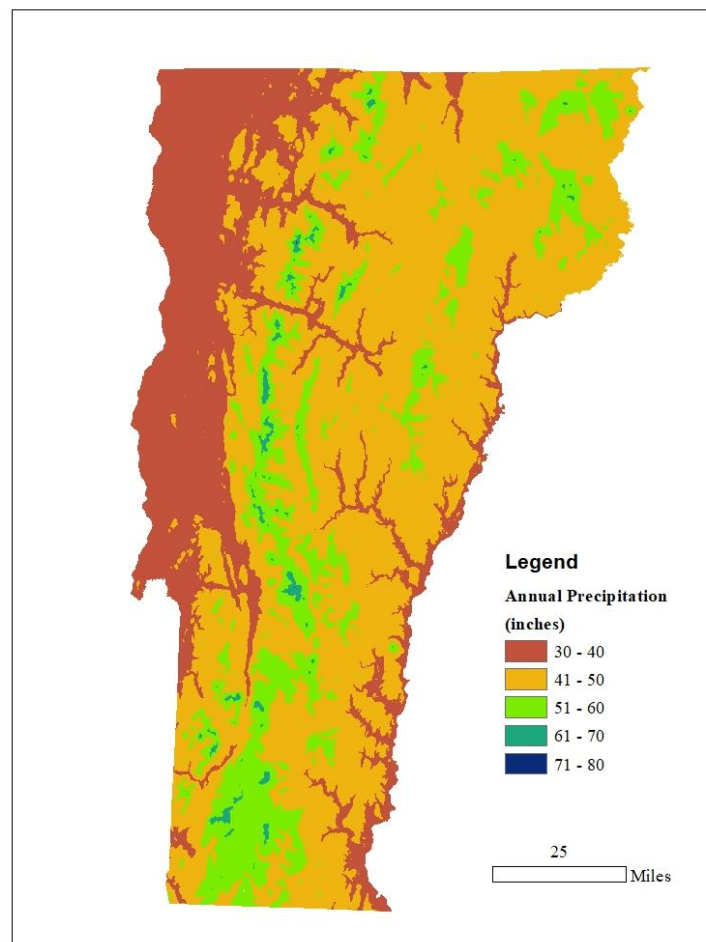 Legend
Annual Precipitation
(inches)
30 - 40
41 - 50
51 - 60
61 - 70
71 - 80
25
Miles